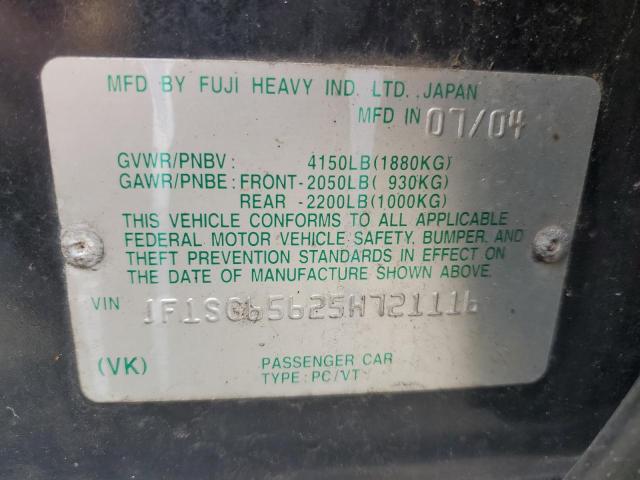 MFD BY FUJI HEAVY IND. LTD. JAPAN
MFD IN 07/04
GVWR/PNBV: 4150LB(1880KG)
GAWR/PNBE: FRONT-2050LB( 930KG)
REAR -2200LB(1000KG)
THIS VEHICLE CONFORMS TO ALL APPLICABLE
FEDERAL MOTOR VEHICLE SAFETY, BUMPER, AND
THEFT PREVENTION STANDARDS IN EFFECT ON
THE DATE OF MANUFACTURE SHOWN ABOVE.
VIN
(VK) PASSENGER CAR
TYPE: PC/VT